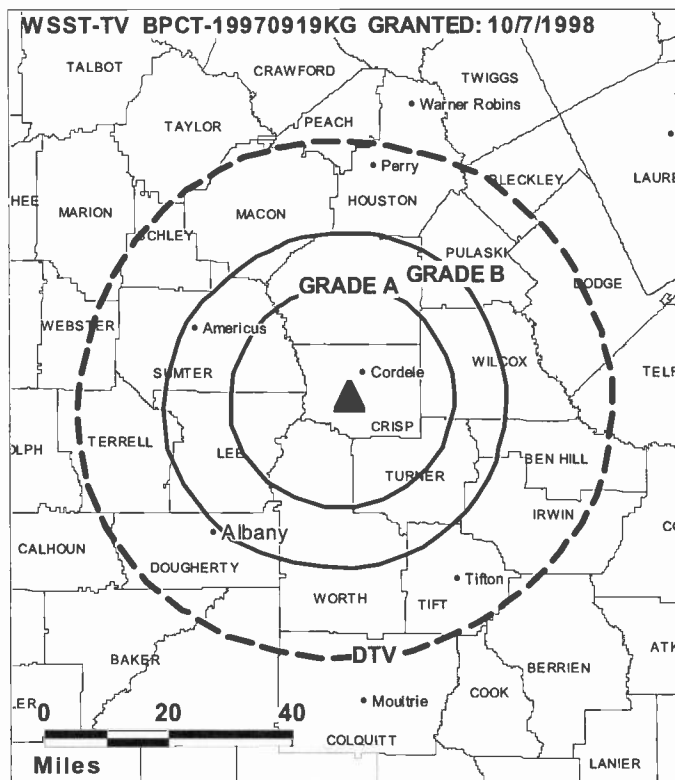 WSST-TV BPCT-19970919KG GRANTED: 10/7/1998
TALBOT
CRAWFORD
TWIGGS
Warner Robins
PEACH
TAYLOR
Perry
BLECKLEY
LAURE
HEE
MARION
MACON
HOUSTON
SCHLEY
PULASKI
GRADE B
GRADE A
DODGE
WEBSTER
Americus
WILCOX
SUMTER
Cordele
TELF
CRISP
OLPH
TERRELL
LEE
BEN HILL
TURNER
IRWIN
CO
Albany
CALHOUN
DOUGHERTY
Tifton
WORTH
TIFT
DTV
BAKER
ATK
BERRIEN
COOK
LER
Moultrie
0 20 40
COLQUITT
Miles
LANIER